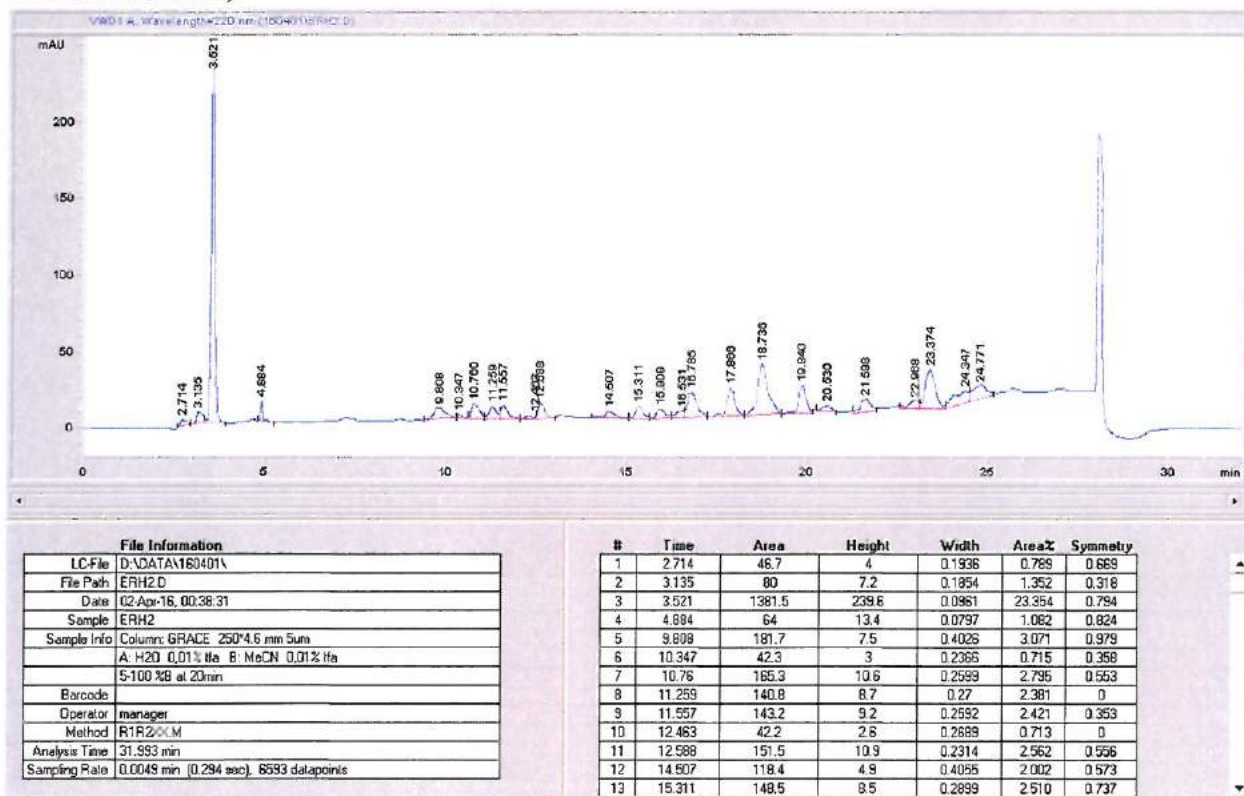 VWD1 A, Wavelength=220 nm (160401\ERH2.D)
mAU
200
150
100
50
0
2.714
3.135
3.521
4.884
9.808
10.347
10.760
11.259
11.557
12.588
14.507
15.311
15.909
16.531
16.765
17.866
18.736
19.840
20.530
21.598
22.968
23.374
24.347
24.771
0 5 10 15 20 25 30 min
File Information
LC-File D:\DATA\160401\
File Path ERH2.D
Date 02-Apr-16, 00:38:31
Sample ERH2
Sample Info Column: GRACE 250*4.6 mm 5um
A: H2O 0,01% tfa B: MeCN 0,01% tfa
5-100 %B at 20min
Barcode
Operator manager
Method
Analysis Time 31.993 min
Sampling Rate 0.0049 min (0.294 sec), 6593 datapoints
# Time Area Height Width Area% Symmetry
1 2.714 46.7 4 0.1936 0.789 0.669
2 3.135 80 7.2 0.1854 1.352 0.318
3 3.521 1381.5 239.6 0.0961 23.354 0.794
4 4.884 64 13.4 0.0797 1.082 0.824
5 9.808 181.7 7.5 0.4026 3.071 0.979
6 10.347 42.3 3 0.2366 0.715 0.358
7 10.76 165.3 10.6 0.2599 2.795 0.553
8 11.259 140.8 8.7 0.27 2.381 0
9 11.557 143.2 9.2 0.2592 2.421 0.353
10 12.463 42.2 2.6 0.2689 0.713 0
11 12.588 151.5 10.9 0.2314 2.562 0.556
12 14.507 118.4 4.9 0.4055 2.002 0.573
13 15.311 148.5 8.5 0.2899 2.510 0.737